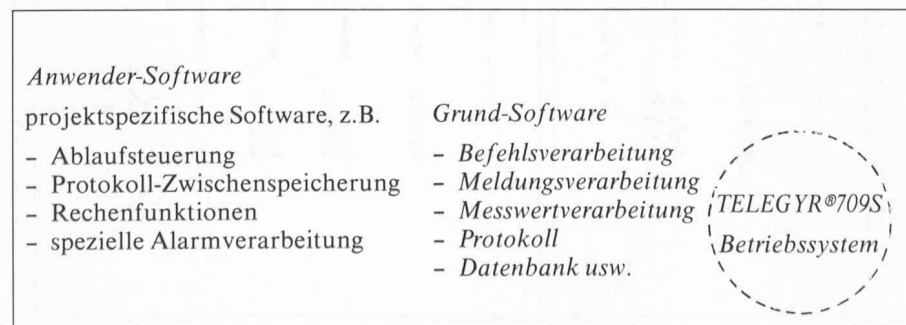 Anwender-Software
projektspezifische Software, z.B.
– Ablaufsteuerung
– Protokoll-Zwischenspeicherung
– Rechenfunktionen
– spezielle Alarmverarbeitung
Grund-Software
– Befehlsverarbeitung
– Meldungsverarbeitung
– Messwertverarbeitung
– Protokoll
– Datenbank usw.
TELEGYR®709S
Betriebssystem